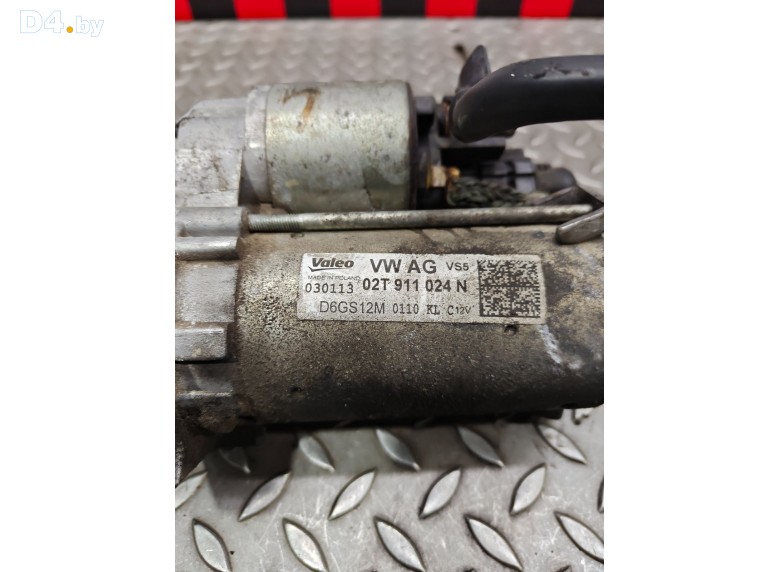 D4.by
Valeo VW AG VS5
MADE IN POLAND
030113 02T 911 024 N
D6GS12M 0110 KL C12V